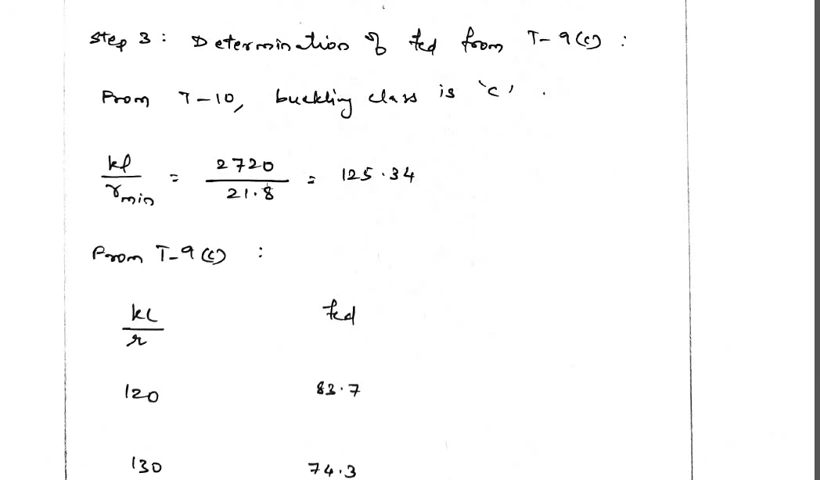 Step 3: Determination of fcd from T-9(c) :
From T-10, buckling class is 'c'.
kl/rmin = 2720/21.8 = 125.34
From T-9(c) :
kL/r fcd
120 83.7
130 74.3